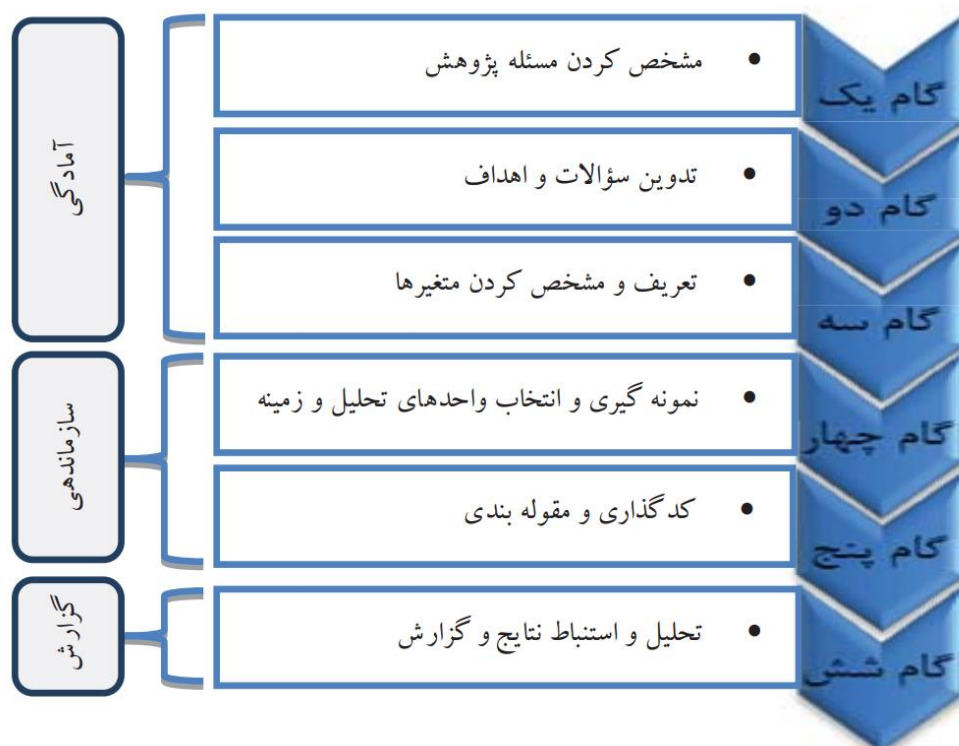 گام یک
• مشخص کردن مسئله پژوهش
گام دو
• تدوین سؤالات و اهداف
گام سه
• تعریف و مشخص کردن متغیرها
آمادگی
گام چهار
• نمونه گیری و انتخاب واحدهای تحلیل و زمینه
گام پنج
• کدگذاری و مقوله بندی
سازماندهی
گام شش
• تحلیل و استنباط نتایج و گزارش
گزارش